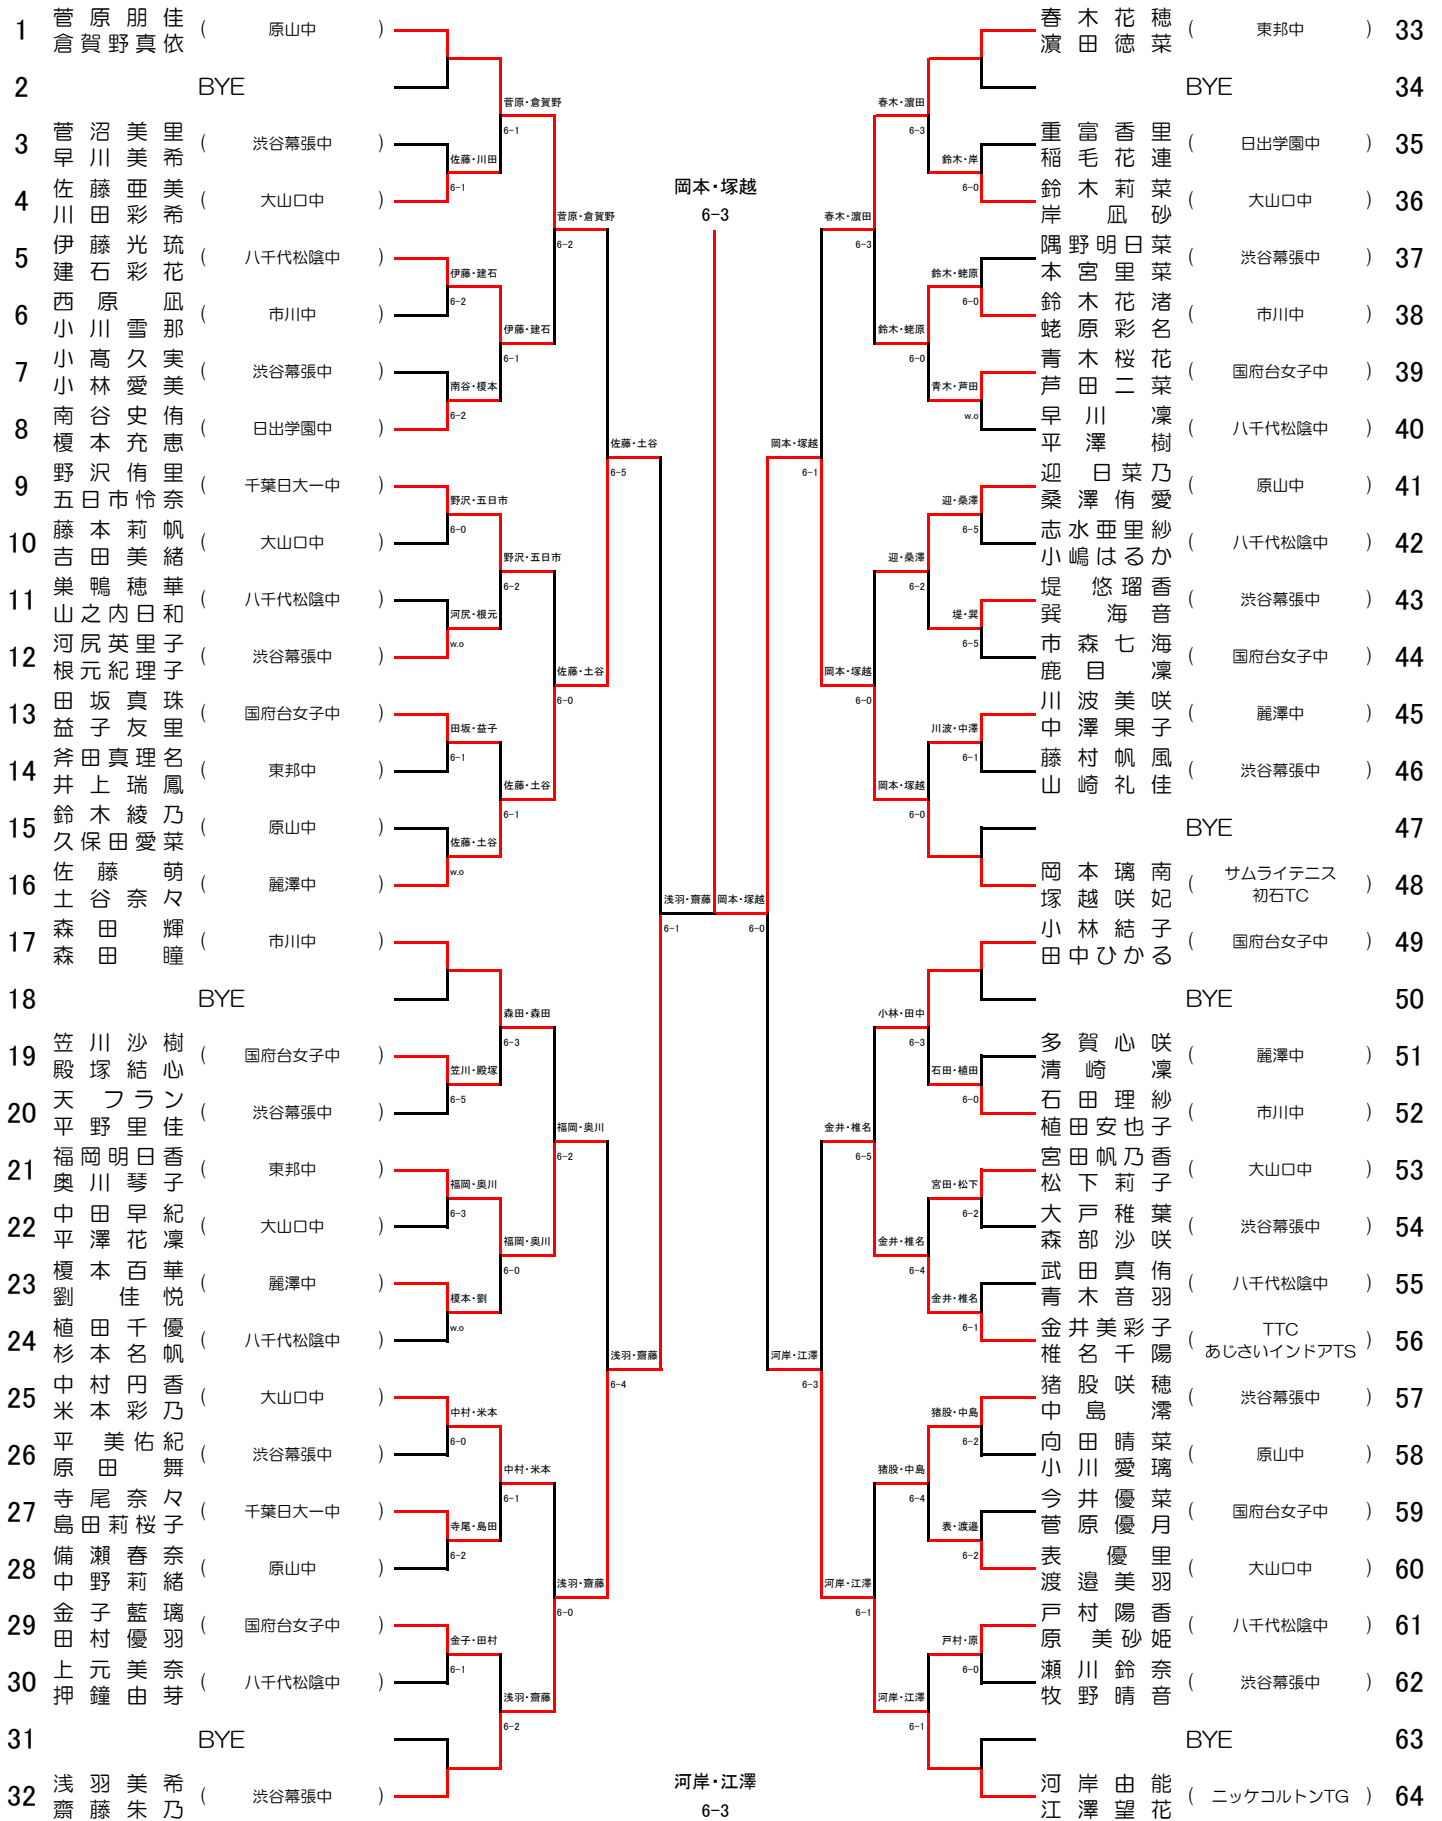 1 菅原朋佳 倉賀野真依 ( 原山中 )
2 BYE
3 菅沼美里 早川美希 ( 渋谷幕張中 )
4 佐藤亜美 川田彩希 ( 大山口中 )
5 伊藤光琉 建石彩花 ( 八千代松陰中 )
6 西原凪 小川雪那 ( 市川中 )
7 小髙久実 小林愛美 ( 渋谷幕張中 )
8 南谷史侑 榎本充恵 ( 日出学園中 )
9 野沢侑里 五日市怜奈 ( 千葉日大一中 )
10 藤本莉帆 吉田美緒 ( 大山口中 )
11 巣鴨穂華 山之内日和 ( 八千代松陰中 )
12 河尻英里子 根元紀理子 ( 渋谷幕張中 )
13 田坂真珠 益子友里 ( 国府台女子中 )
14 斧田真理名 井上瑞鳳 ( 東邦中 )
15 鈴木綾乃 久保田愛菜 ( 原山中 )
16 佐藤萌 土谷奈々 ( 麗澤中 )
17 森田輝 森田瞳 ( 市川中 )
18 BYE
19 笠川沙樹 殿塚結心 ( 国府台女子中 )
20 天フラン 平野里佳 ( 渋谷幕張中 )
21 福岡明日香 奥川琴子 ( 東邦中 )
22 中田早紀 平澤花凜 ( 大山口中 )
23 榎本百華 劉佳悦 ( 麗澤中 )
24 植田千優 杉本名帆 ( 八千代松陰中 )
25 中村円香 米本彩乃 ( 大山口中 )
26 平美佑紀 原田舞 ( 渋谷幕張中 )
27 寺尾奈々 島田莉桜子 ( 千葉日大一中 )
28 備瀬春奈 中野莉緒 ( 原山中 )
29 金子藍璃 田村優羽 ( 国府台女子中 )
30 上元美奈 押鐘由芽 ( 八千代松陰中 )
31 BYE
32 浅羽美希 齋藤朱乃 ( 渋谷幕張中 )
佐藤・川田
6-1
伊藤・建石
6-2
南谷・榎本
6-2
野沢・五日市
6-0
河尻・根元
w.o
田坂・益子
6-1
佐藤・土谷
w.o
笠川・殿塚
6-5
福岡・奥川
6-3
榎本・劉
w.o
中村・米本
6-0
寺尾・島田
6-2
金子・田村
6-1
菅原・倉賀野
6-1
伊藤・建石
6-1
野沢・五日市
6-2
佐藤・土谷
6-1
森田・森田
6-3
福岡・奥川
6-0
中村・米本
6-1
浅羽・齋藤
6-2
菅原・倉賀野
6-2
佐藤・土谷
6-0
福岡・奥川
6-2
浅羽・齋藤
6-0
佐藤・土谷
6-5
浅羽・齋藤
6-4
浅羽・齋藤
6-1
岡本・塚越
6-3
岡本・塚越
6-0
河岸・江澤
6-3
岡本・塚越
6-1
河岸・江澤
6-3
春木・濵田
6-3
岡本・塚越
6-0
金井・椎名
6-5
河岸・江澤
6-1
春木・濵田
6-3
鈴木・蛯原
6-0
迎・桑澤
6-2
岡本・塚越
6-0
小林・田中
6-3
金井・椎名
6-4
猪股・中島
6-4
河岸・江澤
6-1
鈴木・岸
6-0
鈴木・蛯原
6-0
青木・芦田
w.o
迎・桑澤
6-5
堤・巽
6-5
川波・中澤
6-1
石田・植田
6-0
宮田・松下
6-2
金井・椎名
6-1
猪股・中島
6-2
表・渡邉
6-2
戸村・原
6-0
春木花穂 濵田徳菜 ( 東邦中 ) 33
BYE 34
重富香里 稲毛花連 ( 日出学園中 ) 35
鈴木莉菜 岸凪砂 ( 大山口中 ) 36
隅野明日菜 本宮里菜 ( 渋谷幕張中 ) 37
鈴木花渚 蛯原彩名 ( 市川中 ) 38
青木桜花 芦田二菜 ( 国府台女子中 ) 39
早川凜 平澤樹 ( 八千代松陰中 ) 40
迎日菜乃 桑澤侑愛 ( 原山中 ) 41
志水亜里紗 小嶋はるか ( 八千代松陰中 ) 42
堤悠瑠香 巽海音 ( 渋谷幕張中 ) 43
市森七海 鹿目凜 ( 国府台女子中 ) 44
川波美咲 中澤果子 ( 麗澤中 ) 45
藤村帆風 山崎礼佳 ( 渋谷幕張中 ) 46
BYE 47
岡本璃南 塚越咲妃 ( サムライテニス 初石TC ) 48
小林結子 田中ひかる ( 国府台女子中 ) 49
BYE 50
多賀心咲 清崎凜 ( 麗澤中 ) 51
石田理紗 植田安也子 ( 市川中 ) 52
宮田帆乃香 松下莉子 ( 大山口中 ) 53
大戸稚葉 森部沙咲 ( 渋谷幕張中 ) 54
武田真侑 青木音羽 ( 八千代松陰中 ) 55
金井美彩子 椎名千陽 ( TTC あじさいインドアTS ) 56
猪股咲穂 中島澪 ( 渋谷幕張中 ) 57
向田晴菜 小川愛璃 ( 原山中 ) 58
今井優菜 菅原優月 ( 国府台女子中 ) 59
表優里 渡邉美羽 ( 大山口中 ) 60
戸村陽香 原美砂姫 ( 八千代松陰中 ) 61
瀬川鈴奈 牧野晴音 ( 渋谷幕張中 ) 62
BYE 63
河岸由能 江澤望花 ( ニッケコルトンTG ) 64